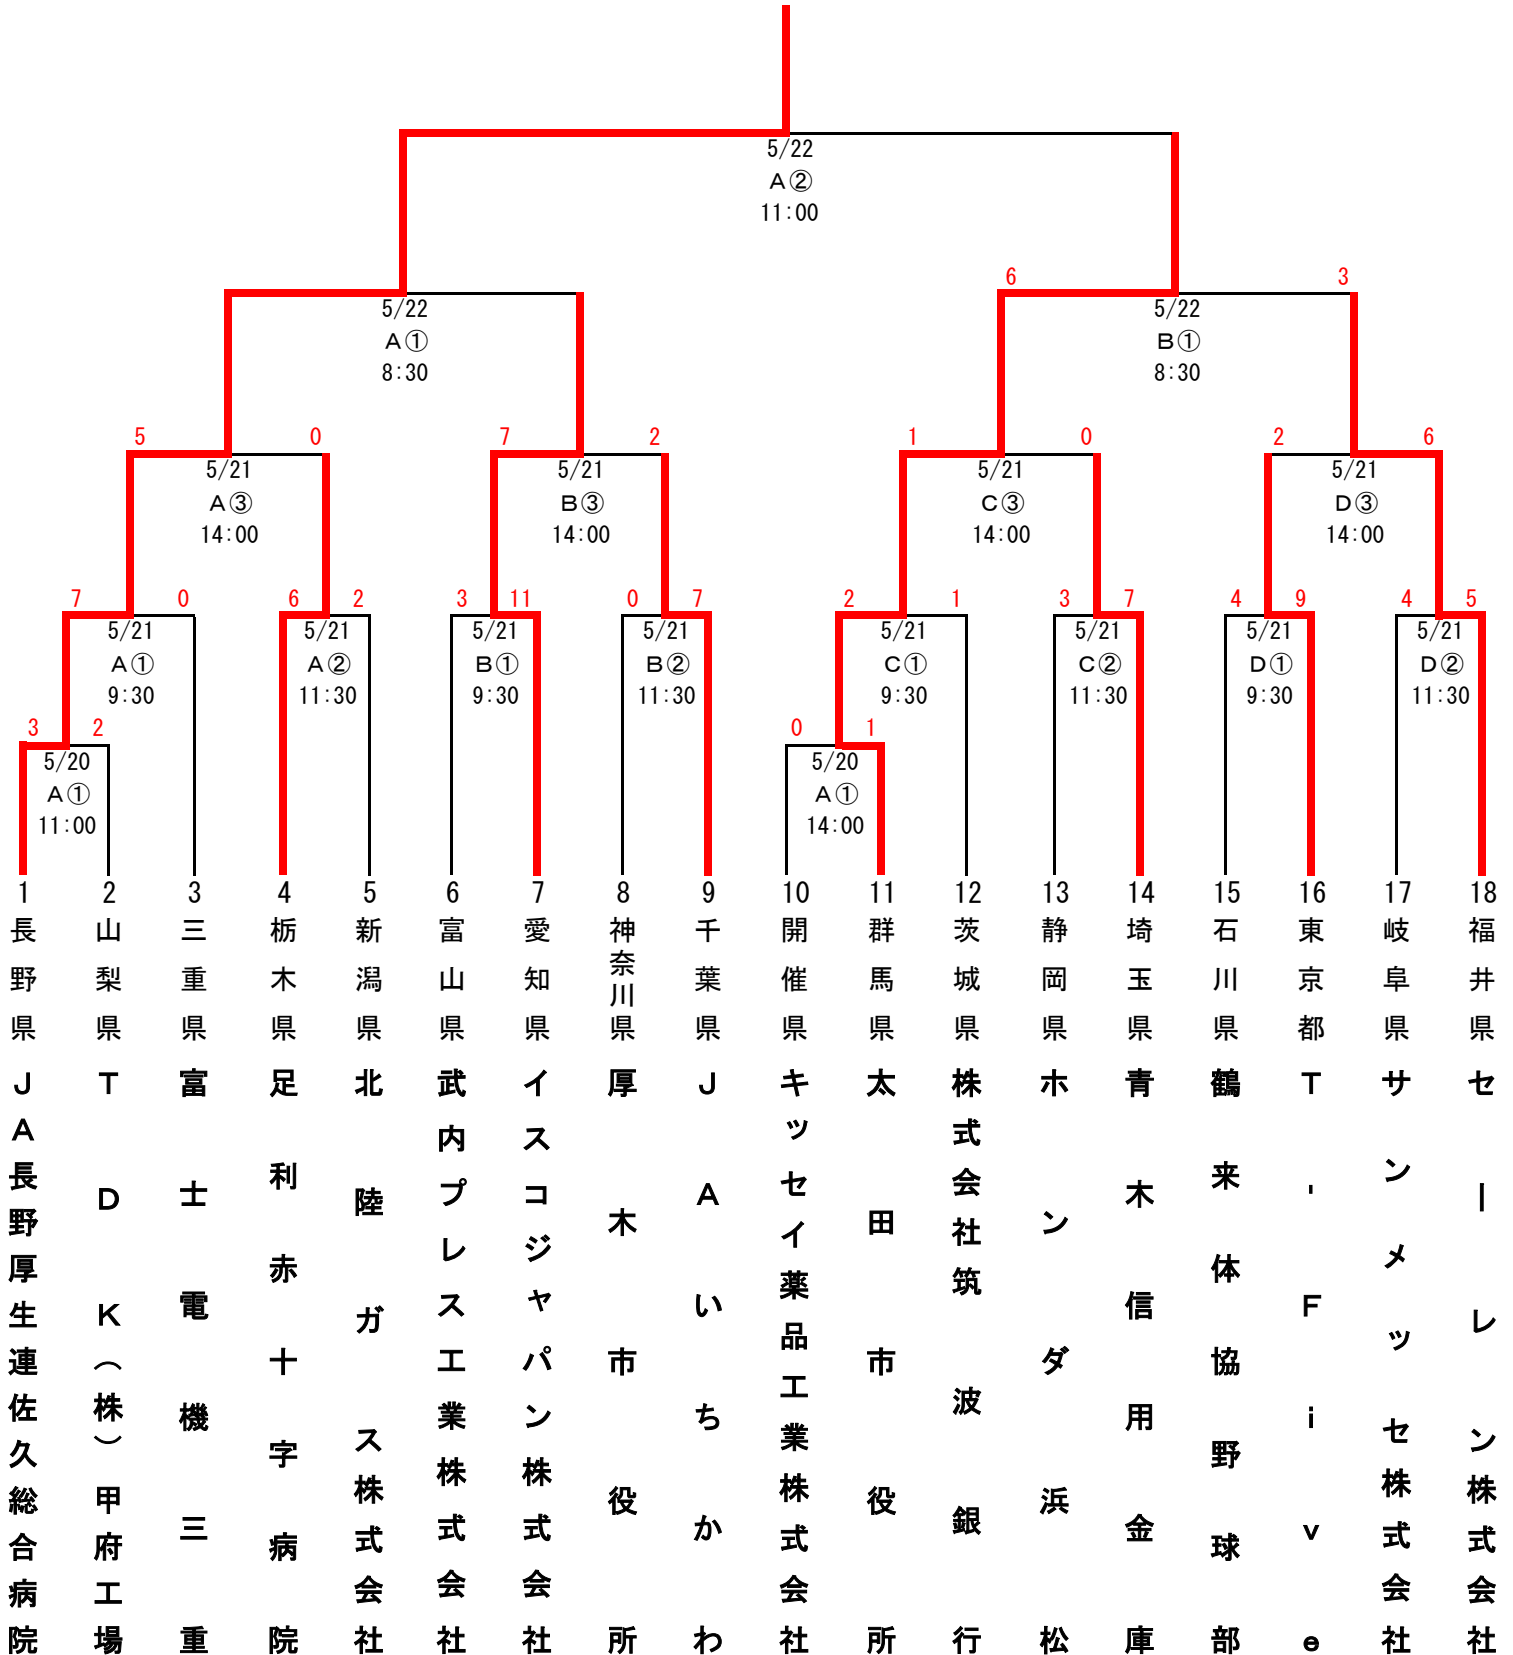 5/22
A②
11:00
6 3
5/22 5/22
A① B①
8:30 8:30
5 0 7 2 1 0 2 6
5/21 5/21 5/21 5/21
A③ B③ C③ D③
14:00 14:00 14:00 14:00
7 0 6 2 3 11 0 7 2 1 3 7 4 9 4 5
5/21 5/21 5/21 5/21 5/21 5/21 5/21 5/21
A① A② B① B② C① C② D① D②
9:30 11:30 9:30 11:30 9:30 11:30 9:30 11:30
3 2 0 1
5/20 5/20
A① A①
11:00 14:00
1 2 3 4 5 6 7 8 9 10 11 12 13 14 15 16 17 18
長野県
山梨県
三重県
栃木県
新潟県
富山県
愛知県
神奈川県
千葉県
開催県
群馬県
茨城県
静岡県
埼玉県
石川県
東京都
岐阜県
福井県
JA長野厚生連佐久総合病院
TDK(株)甲府工場
富士電機三重
足利赤十字病院
北陸ガス株式会社
武内プレス工業株式会社
イスコジャパン株式会社
厚木市役所
JAいちかわ
キッセイ薬品工業株式会社
太田市役所
株式会社筑波銀行
ホンダ浜松
青木信用金庫
鶴来体協野球部
T'Five
サンメッセ株式会社
セーレン株式会社